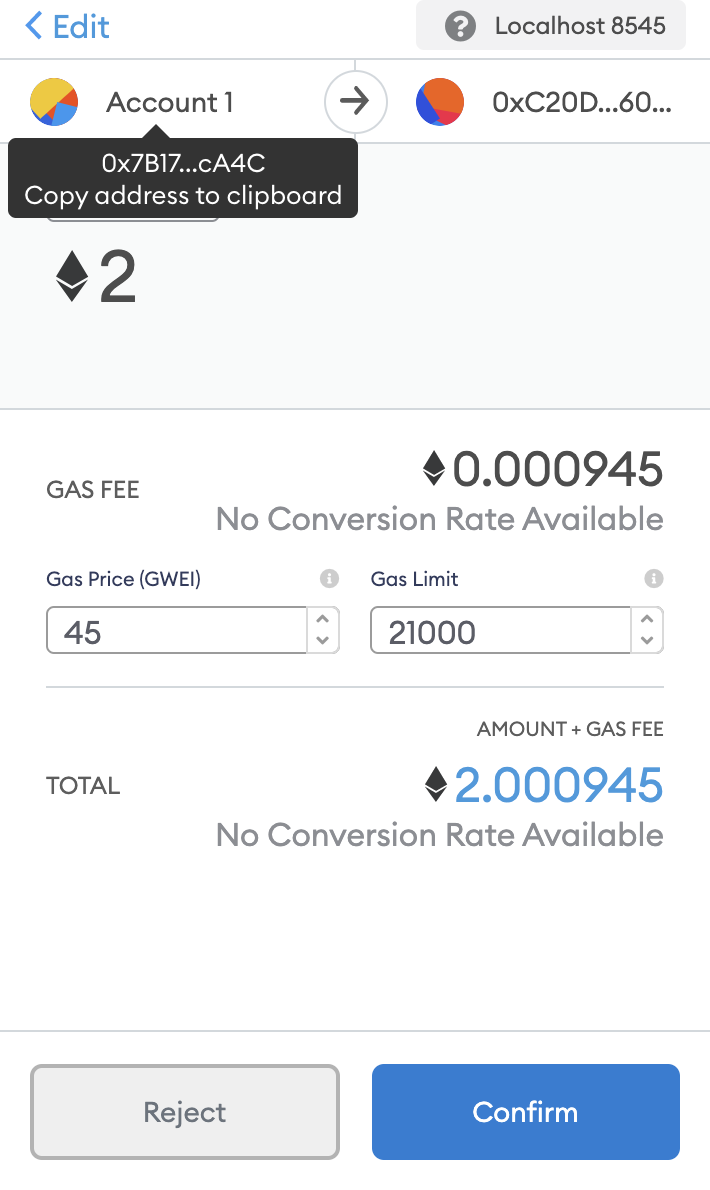 Edit
Localhost 8545
Account 1
0xC20D...60...
0x7B17...cA4C
Copy address to clipboard
2
GAS FEE
0.000945
No Conversion Rate Available
Gas Price (GWEI)
Gas Limit
45
21000
AMOUNT + GAS FEE
TOTAL
2.000945
No Conversion Rate Available
Reject
Confirm